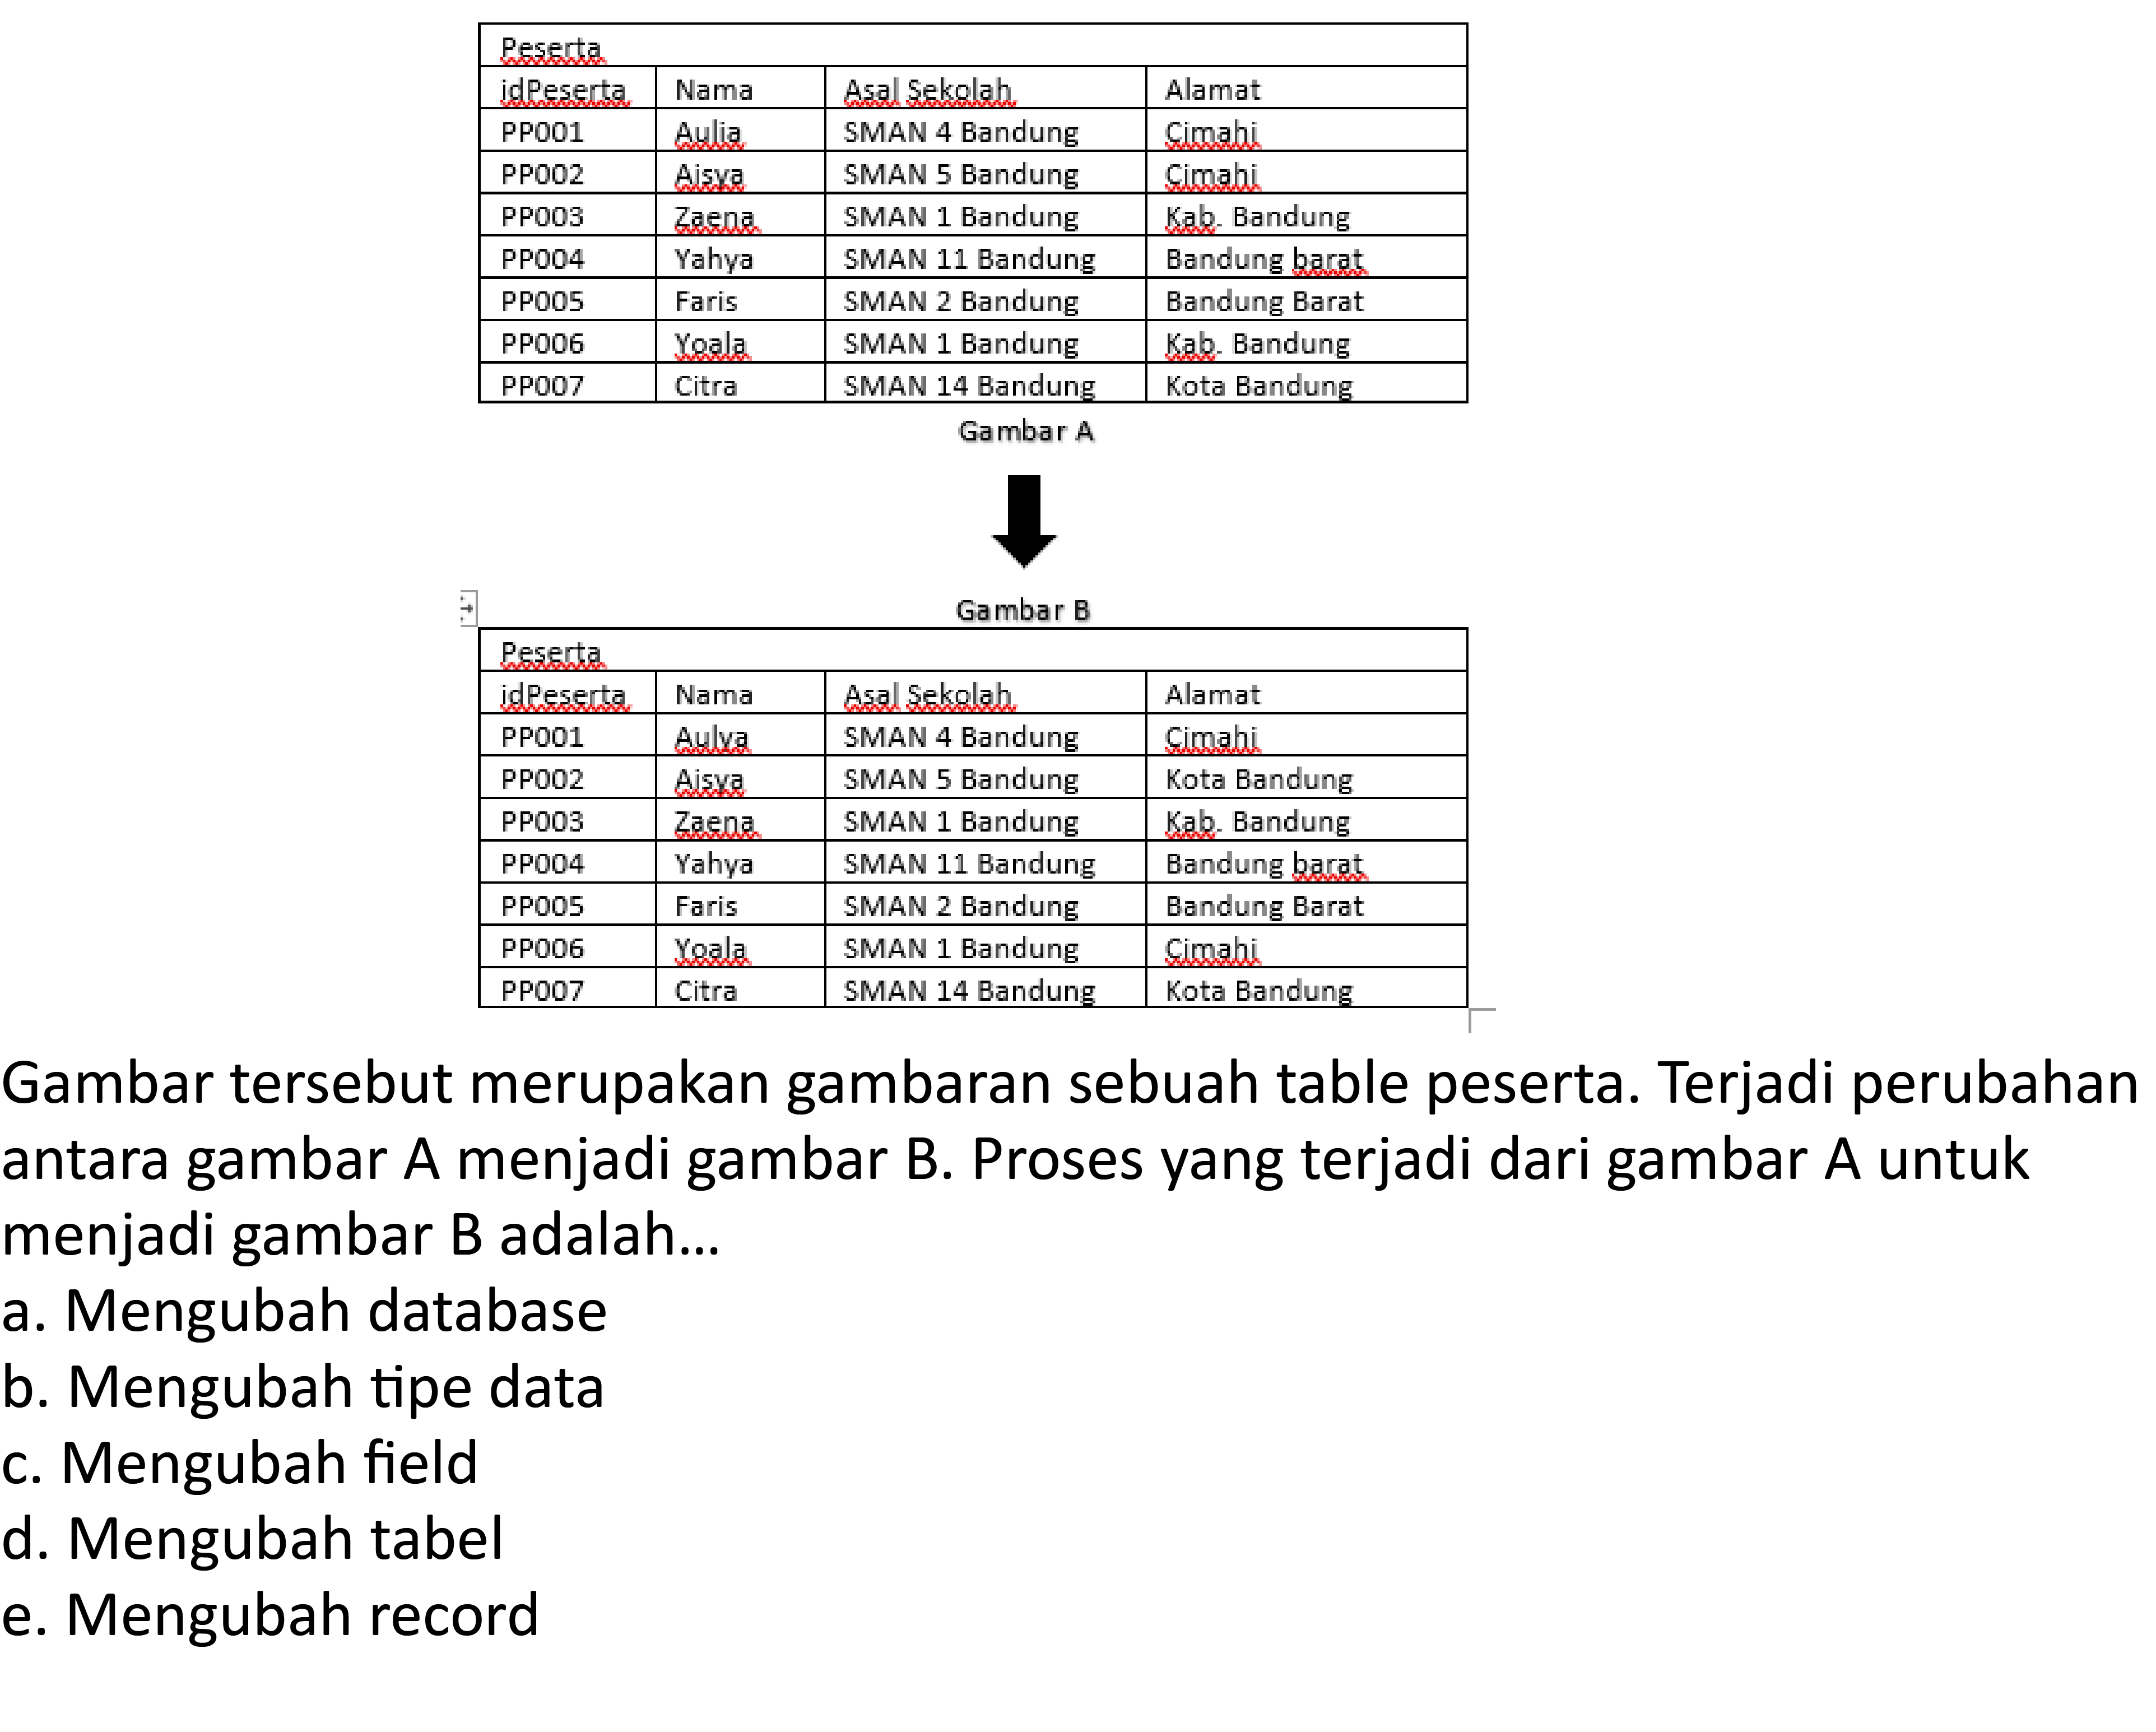 Peserta
idPeserta Nama Asal Sekolah Alamat
PP001 Aulia SMAN 4 Bandung Cimahi
PP002 Aisya SMAN 5 Bandung Cimahi
PP003 Zaena SMAN 1 Bandung Kab. Bandung
PP004 Yahya SMAN 11 Bandung Bandung barat
PP005 Faris SMAN 2 Bandung Bandung Barat
PP006 Yoala SMAN 1 Bandung Kab. Bandung
PP007 Citra SMAN 14 Bandung Kota Bandung
Gambar A
Gambar B
Peserta
idPeserta Nama Asal Sekolah Alamat
PP001 Aulya SMAN 4 Bandung Cimahi
PP002 Aisya SMAN 5 Bandung Kota Bandung
PP003 Zaena SMAN 1 Bandung Kab. Bandung
PP004 Yahya SMAN 11 Bandung Bandung barat
PP005 Faris SMAN 2 Bandung Bandung Barat
PP006 Yoala SMAN 1 Bandung Cimahi
PP007 Citra SMAN 14 Bandung Kota Bandung
Gambar tersebut merupakan gambaran sebuah table peserta. Terjadi perubahan
antara gambar A menjadi gambar B. Proses yang terjadi dari gambar A untuk
menjadi gambar B adalah...
a. Mengubah database
b. Mengubah tipe data
c. Mengubah field
d. Mengubah tabel
e. Mengubah record